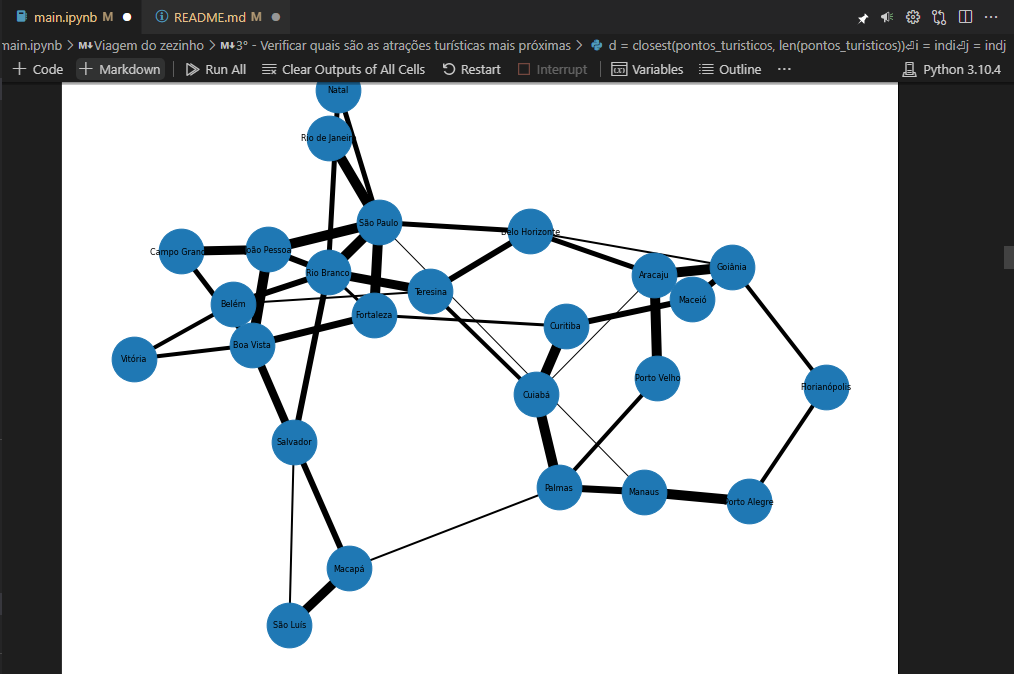 main.ipynb M README.md M
main.ipynb > Viagem do zezinho > 3° - Verificar quais são as atrações turísticas mais próximas > d = closest(pontos_turisticos, len(pontos_turisticos))⏎i = indi⏎j = indj
+ Code + Markdown Run All Clear Outputs of All Cells Restart Interrupt Variables Outline ... Python 3.10.4
Natal
Rio de Janeiro
São Paulo
Belo Horizonte
Campo Grand
João Pessoa
Rio Branco
Goiânia
Aracaju
Teresina
Maceió
Belém
Fortaleza
Curitiba
Boa Vista
Vitória
Porto Velho
Florianópolis
Cuiabá
Salvador
Palmas
Manaus
Porto Alegre
Macapá
São Luís